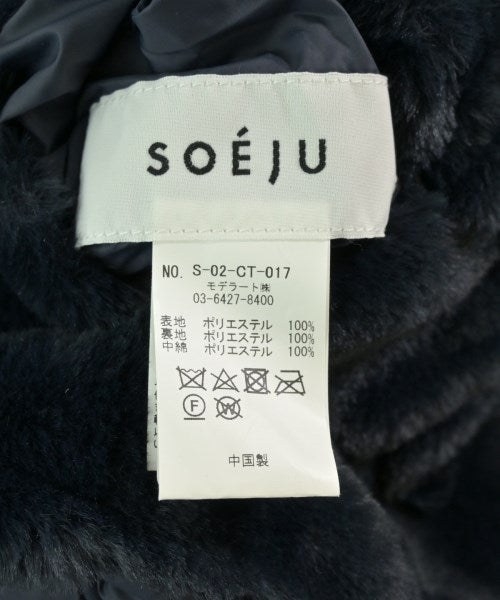 SOÉJU
NO. S-02-CT-017
モデラート㈱
03-6427-8400
表地 ポリエステル 100%
裏地 ポリエステル 100%
中綿 ポリエステル 100%
F W
中国製